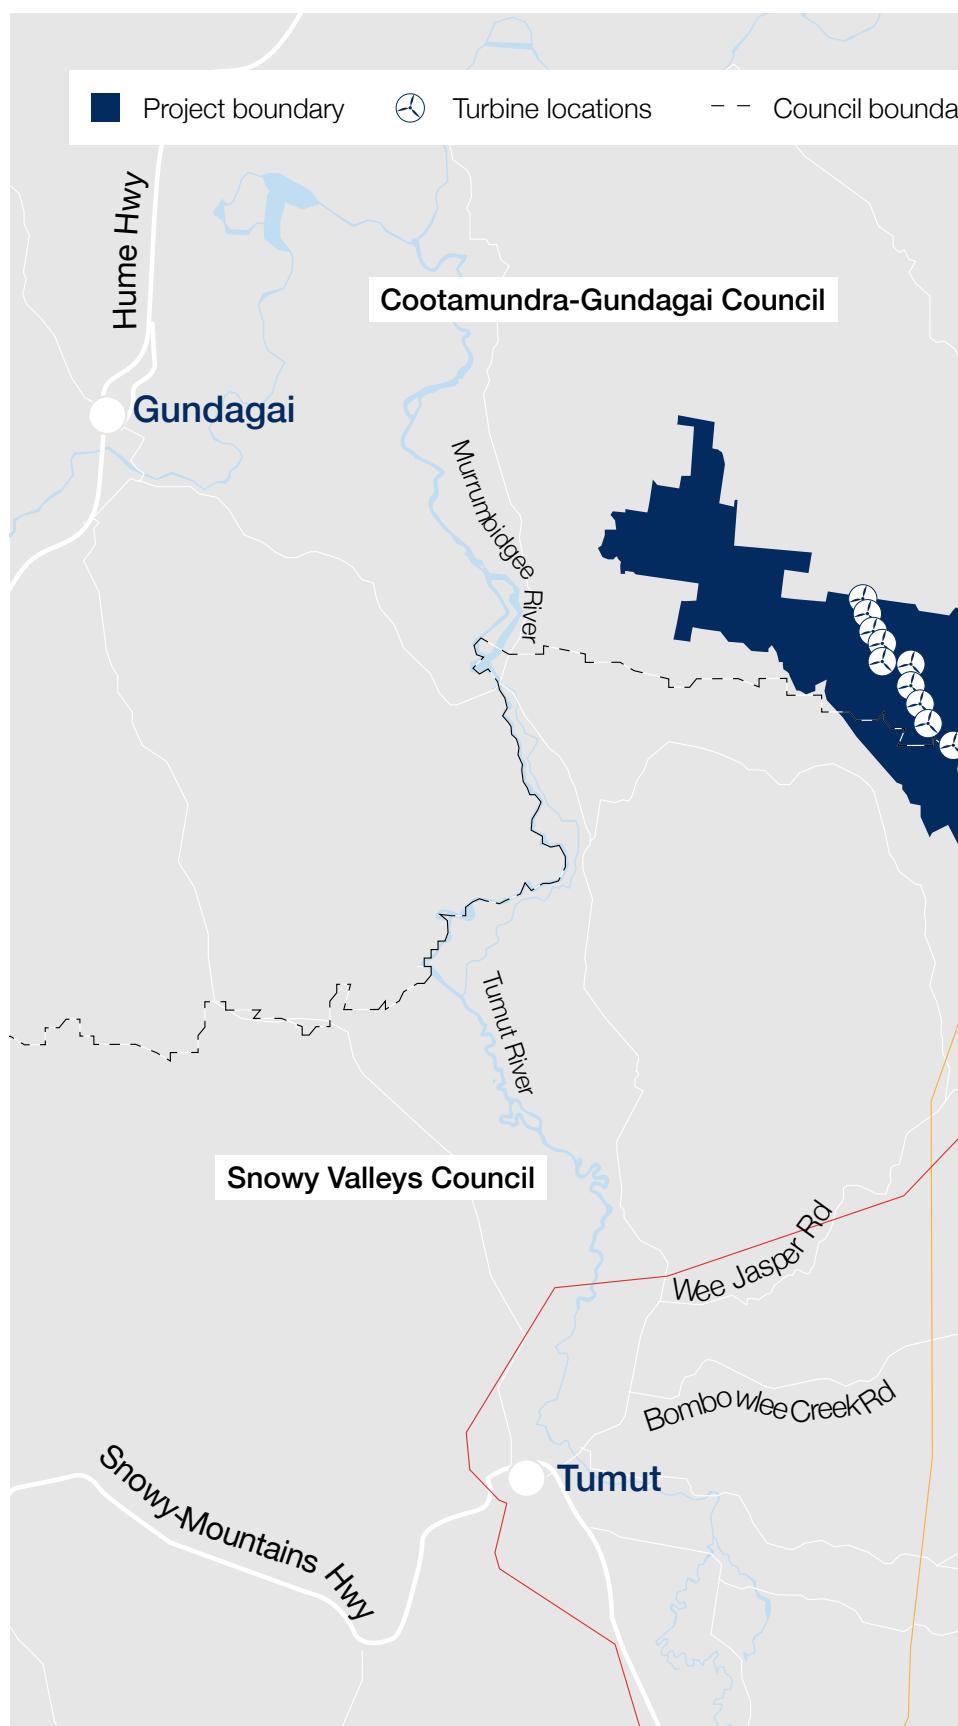 Project boundary
Turbine locations
Council bounda
Hume Hwy
Cootamundra-Gundagai Council
Gundagai
Murrumbidgee River
Tumut River
Snowy Valleys Council
Wee Jasper Rd
Bombowlee Creek Rd
Tumut
Snowy-Mountains Hwy